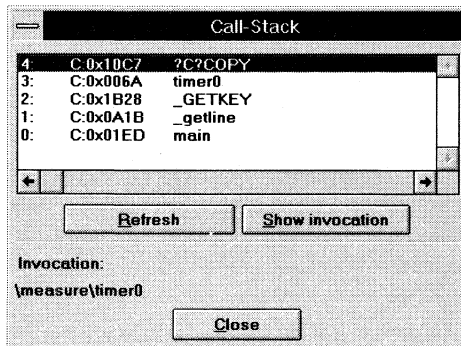 Call-Stack
4: C:0x10C7 ?C?COPY
3: C:0x006A timer0
2: C:0x1B28 _GETKEY
1: C:0x0A1B _getline
0: C:0x01ED main
Refresh Show invocation
Invocation:
\measure\timer0
Close